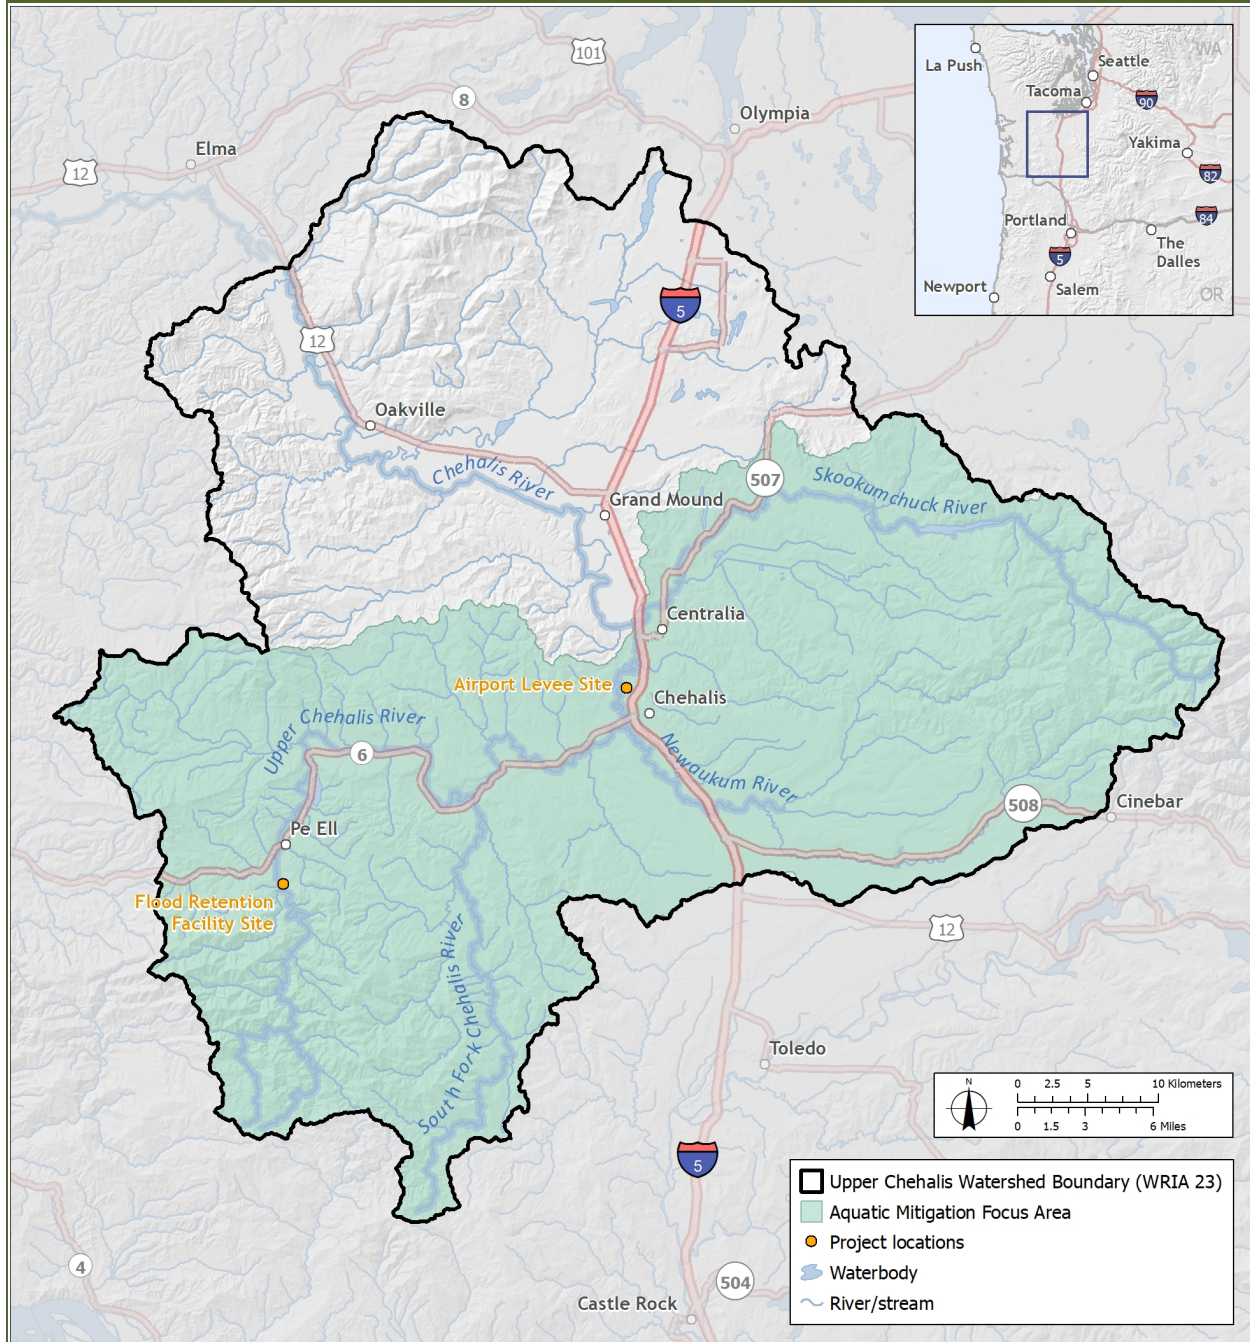 101
8
Olympia
Elma
12
WA
La Push
Seattle
Tacoma
90
Yakima
82
84
Portland
The
Dalles
5
Salem
Newport
OR
5
12
Oakville
Chehalis River
507
Skookumchuck River
Grand Mound
Centralia
Airport Levee Site
Chehalis
Upper Chehalis River
6
Newaukum River
508
Cinebar
Pe Ell
Flood Retention
Facility Site
12
South Fork Chehalis River
Toledo
N
0 2.5 5 10 Kilometers
0 1.5 3 6 Miles
5
Upper Chehalis Watershed Boundary (WRIA 23)
Aquatic Mitigation Focus Area
Project locations
Waterbody
River/stream
4
504
Castle Rock